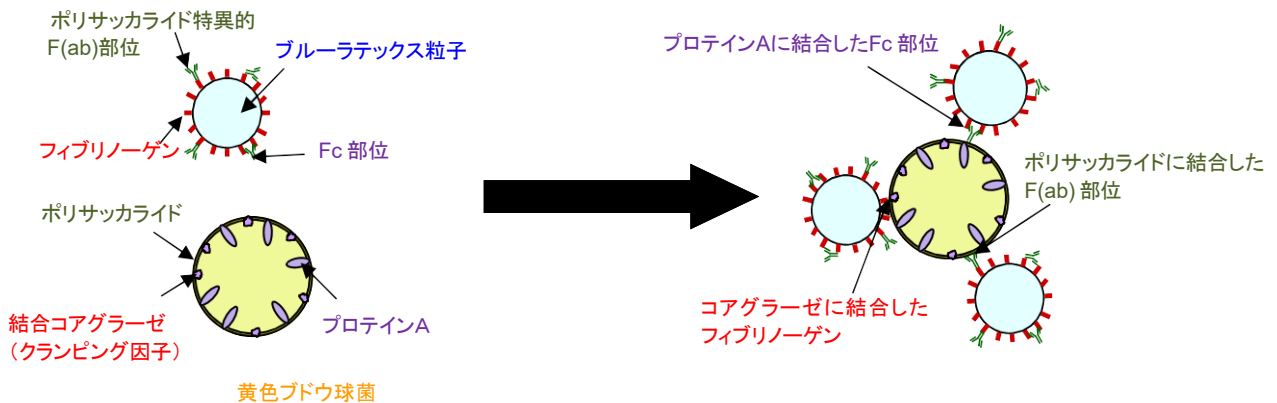 ポリサッカライド特異的
F(ab)部位
ブルーラテックス粒子
フィブリノーゲン
Fc 部位
ポリサッカライド
結合コアグラーゼ
（クランピング因子）
プロテインA
黄色ブドウ球菌
プロテインAに結合したFc 部位
ポリサッカライドに結合した
F(ab) 部位
コアグラーゼに結合した
フィブリノーゲン